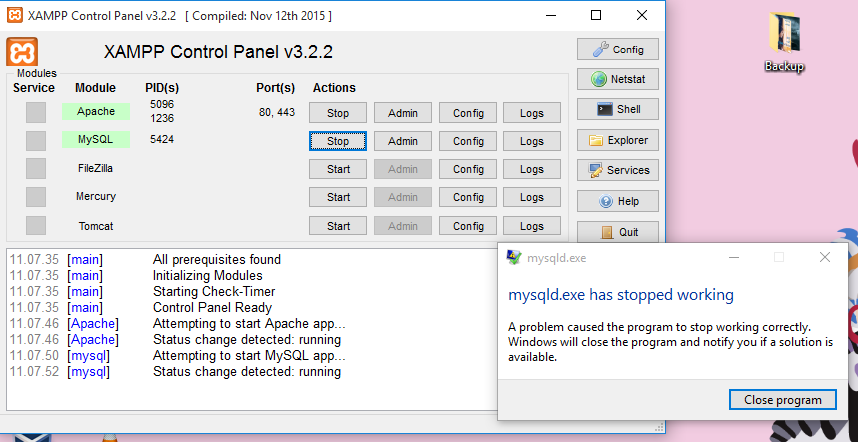 XAMPP Control Panel v3.2.2 [ Compiled: Nov 12th 2015 ]
XAMPP Control Panel v3.2.2
Config
Modules
Service Module PID(s) Port(s) Actions
Netstat
Apache 5096 1236 80, 443 Stop Admin Config Logs
Shell
MySQL 5424 Stop Admin Config Logs
Explorer
FileZilla Start Admin Config Logs
Services
Mercury Start Admin Config Logs
Help
Tomcat Start Admin Config Logs
Quit
11.07.35 [main] All prerequisites found
11.07.35 [main] Initializing Modules
11.07.35 [main] Starting Check-Timer
11.07.35 [main] Control Panel Ready
11.07.46 [Apache] Attempting to start Apache app...
11.07.46 [Apache] Status change detected: running
11.07.50 [mysql] Attempting to start MySQL app...
11.07.52 [mysql] Status change detected: running
Backup
mysqld.exe
mysqld.exe has stopped working
A problem caused the program to stop working correctly.
Windows will close the program and notify you if a solution is
available.
Close program